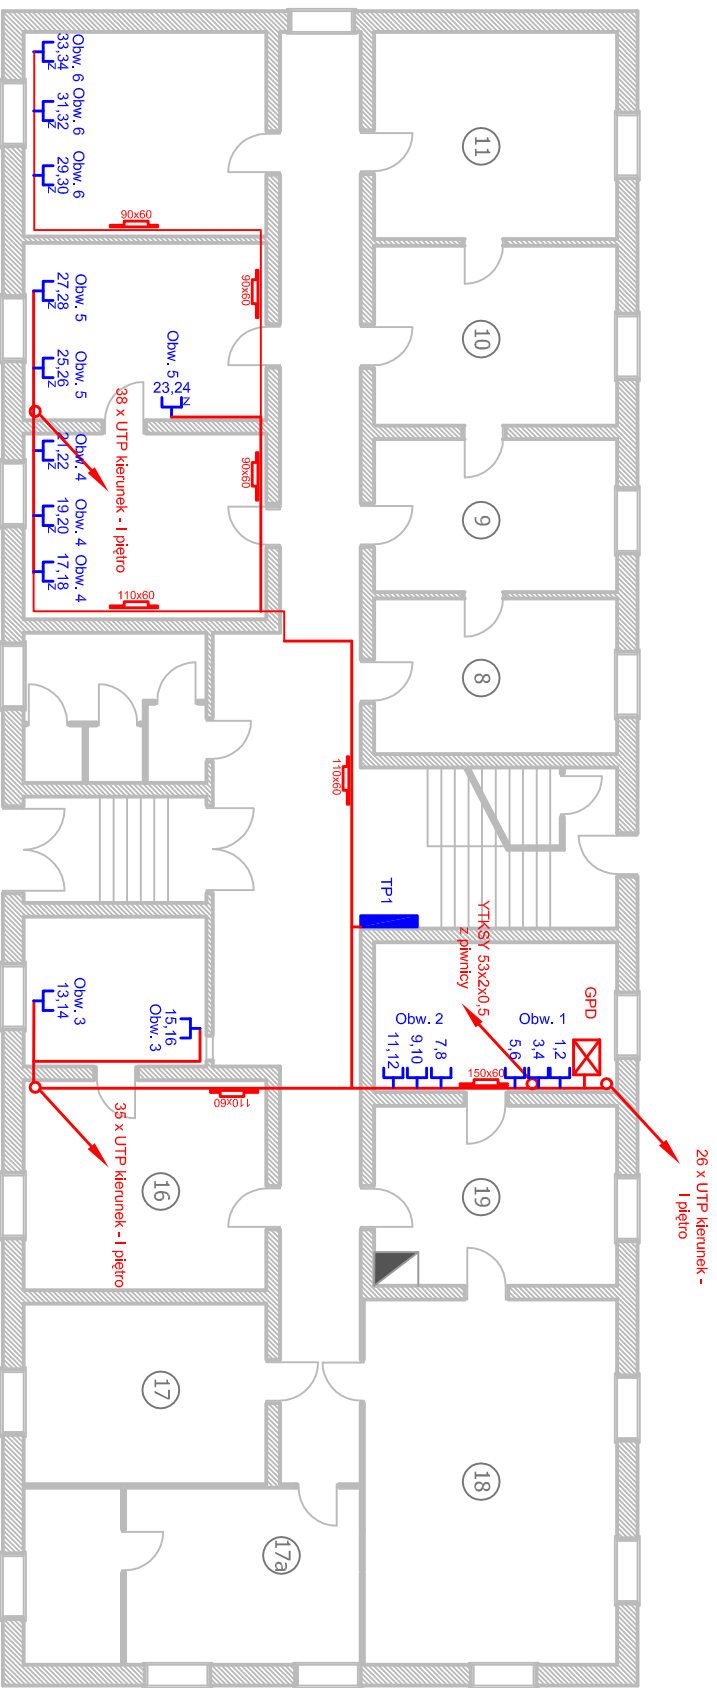 Obw. 6
33,34
z
Obw. 6
31,32
z
Obw. 6
29,30
z
90x60
90x60
Obw. 5
27,28
z
Obw. 5
25,26
z
Obw. 5
23,24
z
38 x UTP kierunek - I piętro
90x60
Obw. 4
21,22
z
Obw. 4
19,20
z
Obw. 4
17,18
z
110x60
110x60
11
10
9
8
TP1
YTKSY 53x2x0,5
z piwnicy
GPD
Obw. 1
1,2
3,4
5,6
Obw. 2
7,8
9,10
11,12
150x60
Obw. 3
13,14
15,16
Obw. 3
110x60
35 x UTP kierunek - I piętro
26 x UTP kierunek -
I piętro
16
19
17
18
17a